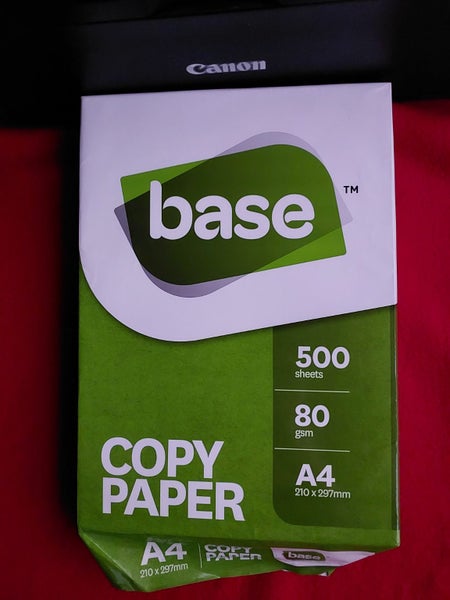 Canon
base ™
500
sheets
80
gsm
A4
210 x 297mm
COPY
PAPER
A4
210 x 297mm
COPY
PAPER
base